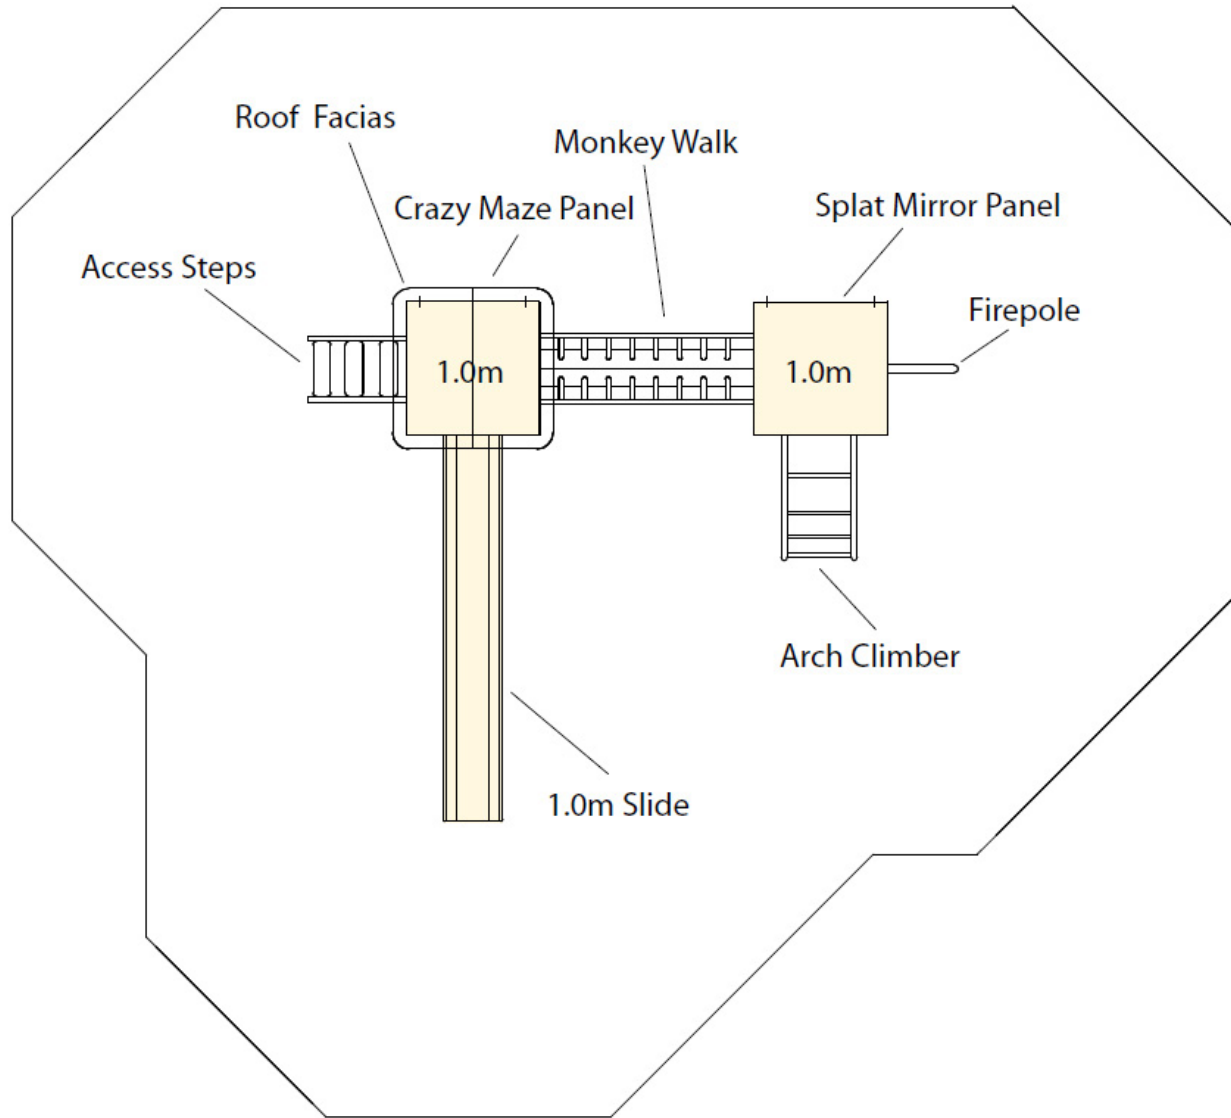 Roof Facias
Monkey Walk
Crazy Maze Panel
Splat Mirror Panel
Access Steps
Firepole
1.0m
1.0m
Arch Climber
1.0m Slide